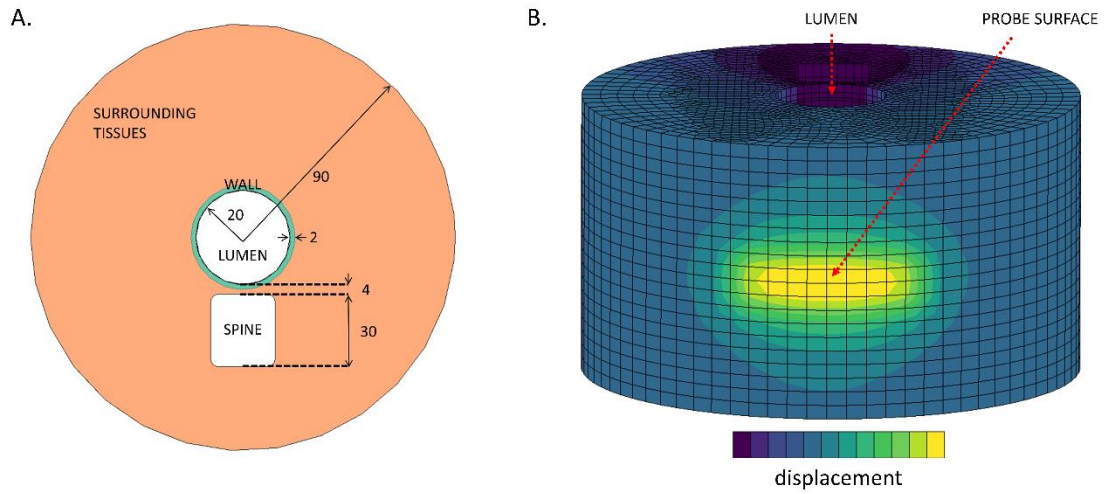 A.
SURROUNDING
TISSUES
WALL
90
20
2
LUMEN
4
SPINE
30
B.
LUMEN
PROBE SURFACE
displacement